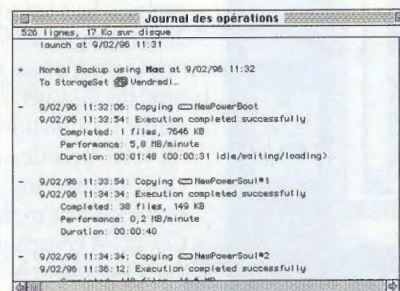 Journal des opérations
526 lignes, 17 Ko sur disque
launch at 9/02/96 11:31
+ Normal Backup using Mac at 9/02/96 11:32
To StorageSet Vendredi…
- 9/02/96 11:32:06: Copying NewPowerBoot
9/02/96 11:33:54: Execution completed successfully
Completed: 1 files, 7646 KB
Performance: 5,8 MB/minute
Duration: 00:01:48 (00:00:31 idle/waiting/loading)
- 9/02/96 11:33:54: Copying NewPowerSoul*1
9/02/96 11:34:34: Execution completed successfully
Completed: 38 files, 149 KB
Performance: 0,2 MB/minute
Duration: 00:00:40
- 9/02/96 11:34:34: Copying NewPowerSoul*2
9/02/96 11:36:12: Execution completed successfully